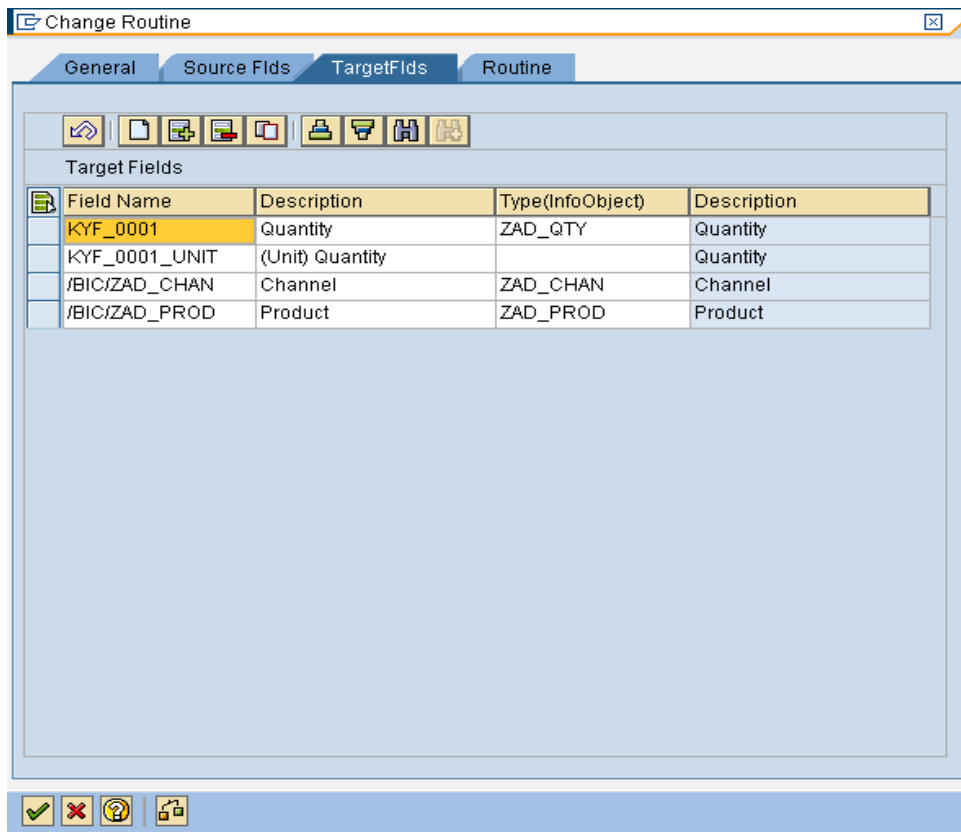 Change Routine
General Source Flds TargetFlds Routine
Target Fields
Field Name Description Type(InfoObject) Description
KYF_0001 Quantity ZAD_QTY Quantity
KYF_0001_UNIT (Unit) Quantity Quantity
/BIC/ZAD_CHAN Channel ZAD_CHAN Channel
/BIC/ZAD_PROD Product ZAD_PROD Product